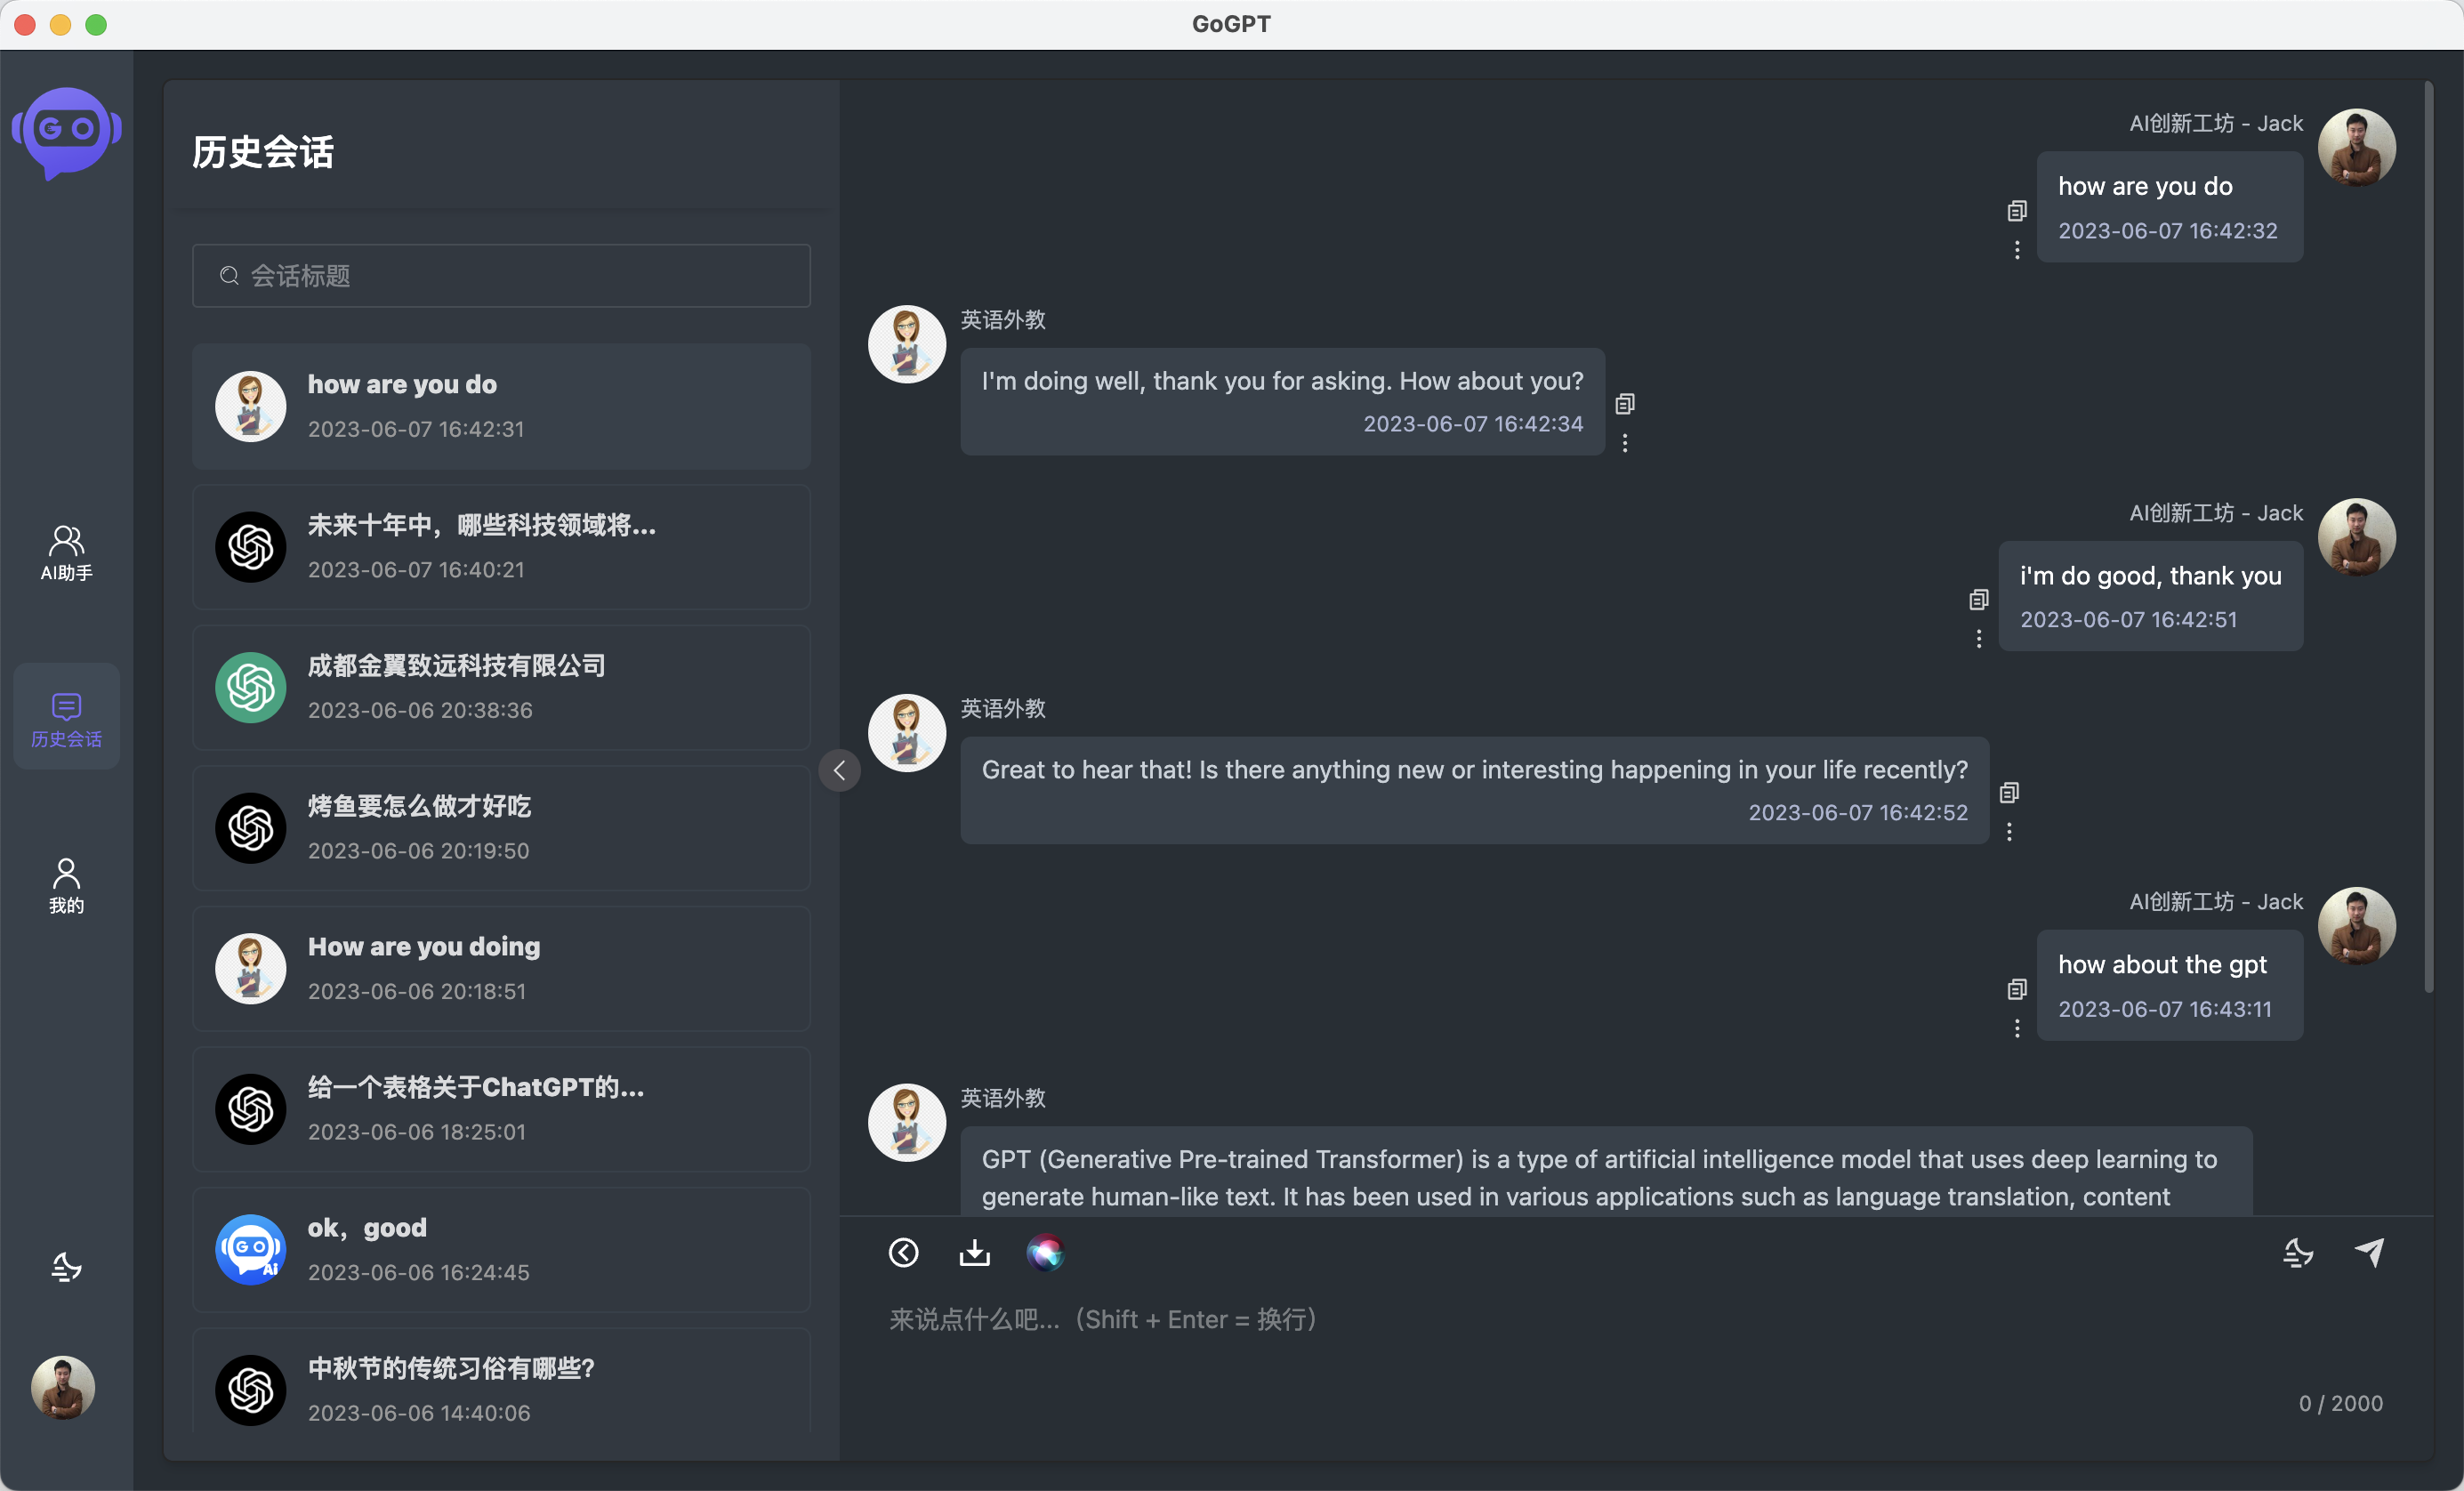 GoGPT
GO
AI助手
历史会话
我的
历史会话
会话标题
how are you do
2023-06-07 16:42:31
未来十年中，哪些科技领域将...
2023-06-07 16:40:21
成都金翼致远科技有限公司
2023-06-06 20:38:36
烤鱼要怎么做才好吃
2023-06-06 20:19:50
How are you doing
2023-06-06 20:18:51
给一个表格关于ChatGPT的...
2023-06-06 18:25:01
GO
Ai
ok，good
2023-06-06 16:24:45
中秋节的传统习俗有哪些?
2023-06-06 14:40:06
AI创新工坊 - Jack
how are you do
2023-06-07 16:42:32
英语外教
I'm doing well, thank you for asking. How about you?
2023-06-07 16:42:34
AI创新工坊 - Jack
i'm do good, thank you
2023-06-07 16:42:51
英语外教
Great to hear that! Is there anything new or interesting happening in your life recently?
2023-06-07 16:42:52
AI创新工坊 - Jack
how about the gpt
2023-06-07 16:43:11
英语外教
GPT (Generative Pre-trained Transformer) is a type of artificial intelligence model that uses deep learning to
generate human-like text. It has been used in various applications such as language translation, content
来说点什么吧...（Shift + Enter = 换行）
0 / 2000